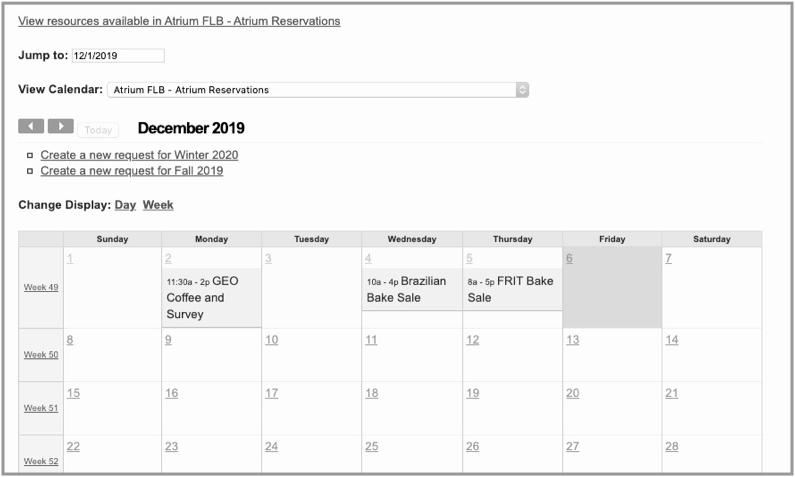 View resources available in Atrium FLB - Atrium Reservations
Jump to: 12/1/2019
View Calendar: Atrium FLB - Atrium Reservations
Today December 2019
Create a new request for Winter 2020
Create a new request for Fall 2019
Change Display: Day Week
Sunday Monday Tuesday Wednesday Thursday Friday Saturday
Week 49 1 2 3 4 5 6 7
11:30a - 2p GEO Coffee and Survey
10a - 4p Brazilian Bake Sale
8a - 5p FRIT Bake Sale
Week 50 8 9 10 11 12 13 14
Week 51 15 16 17 18 19 20 21
Week 52 22 23 24 25 26 27 28